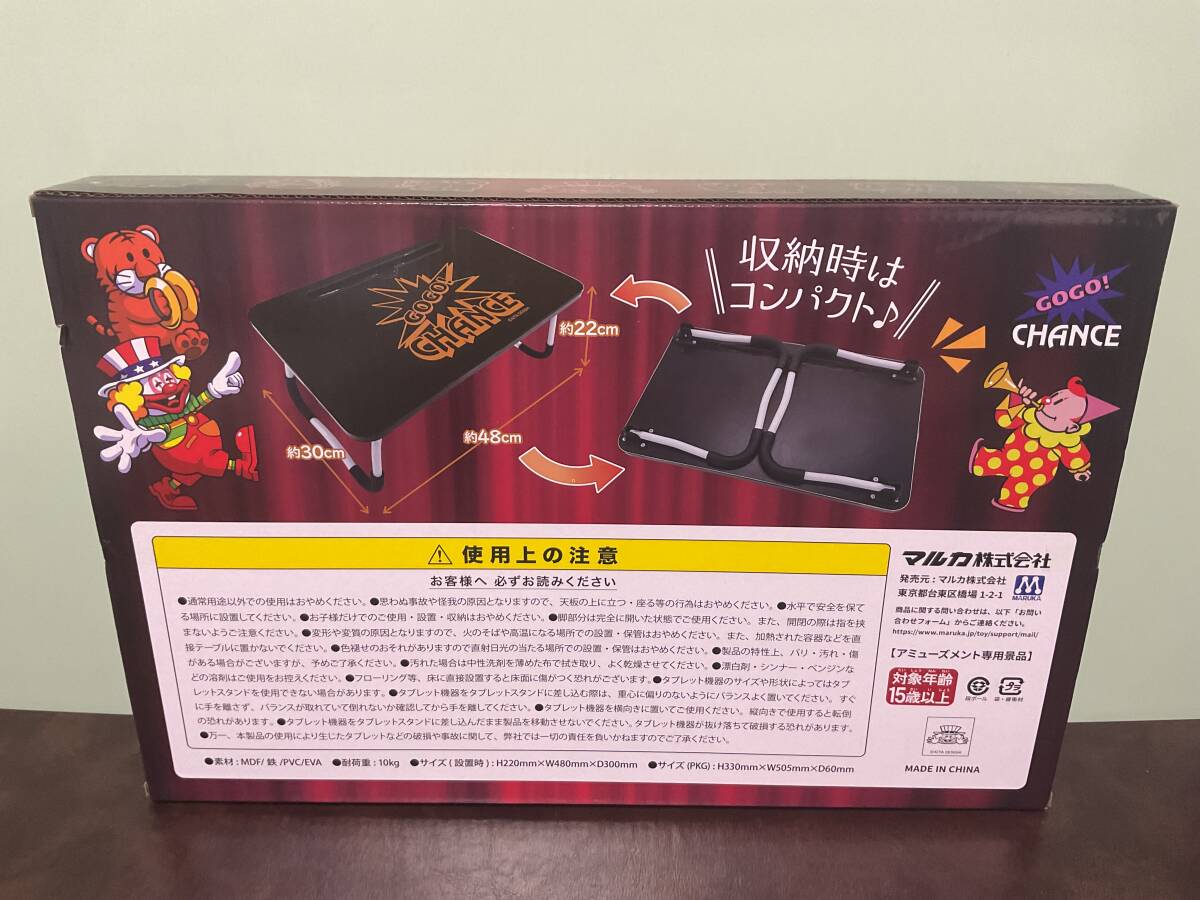 収納時は
コンパクト♪
GOGO!
CHANCE
GOGO!
CHANCE
約22cm
約48cm
約30cm
⚠ 使用上の注意
お客様へ 必ずお読みください
●通常用途以外での使用はおやめください。●思わぬ事故や怪我の原因となりますので、天板の上に立つ・座る等の行為はおやめください。●水平で安全を保て
る場所に設置してください。●お子様だけでのご使用・設置・収納はおやめください。●脚部分は完全に開いた状態でご使用ください。また、開閉の際は指を挟
まないようご注意ください。●変形や変質の原因となりますので、火のそばや高温になる場所での設置・保管はおやめください。また、加熱された容器などを直
接テーブルに置かないでください。●色褪せのおそれがありますので直射日光の当たる場所での設置・保管はおやめください。●製品の特性上、バリ・汚れ・傷
がある場合がございますが、予めご了承ください。●汚れた場合は中性洗剤を薄めた布で拭き取り、よく乾燥させてください。●漂白剤・シンナー・ベンジンな
どの溶剤はご使用をお控えください。●フローリング等、床に直接設置すると床面に傷がつく恐れがございます。●タブレット機器のサイズや形状によってはタブ
レットスタンドを使用できない場合があります。●タブレット機器をタブレットスタンドに差し込む際は、重心に偏りのないようにバランスよく置いてください。すぐ
に手を離さず、バランスが取れていて倒れないか確認してから手を離してください。●タブレット機器を横向きに置いてご使用ください。縦向きで使用すると転倒
の恐れがあります。●タブレット機器をタブレットスタンドに差し込んだまま製品を移動させないでください。タブレット機器が抜け落ちて破損する恐れがあります。
●万一、本製品の使用により生じたタブレットなどの破損や事故に関して、弊社では一切の責任を負いかねますのでご了承ください。
●素材：MDF/ 鉄 /PVC/EVA ●耐荷重：10kg ●サイズ(設置時)：H220mm×W480mm×D300mm ●サイズ(PKG)：H330mm×W505mm×D60mm
マルカ株式会社
発売元：マルカ株式会社
東京都台東区橋場 1-2-1
MARUKA
商品に関する問い合わせは、以下「お問い
合わせフォーム」からご連絡ください。
https://www.maruka.jp/toy/support/mail/
【アミューズメント専用景品】
対象年齢
15歳以上
段ボール
プラ
袋・緩衝材
MADE IN CHINA